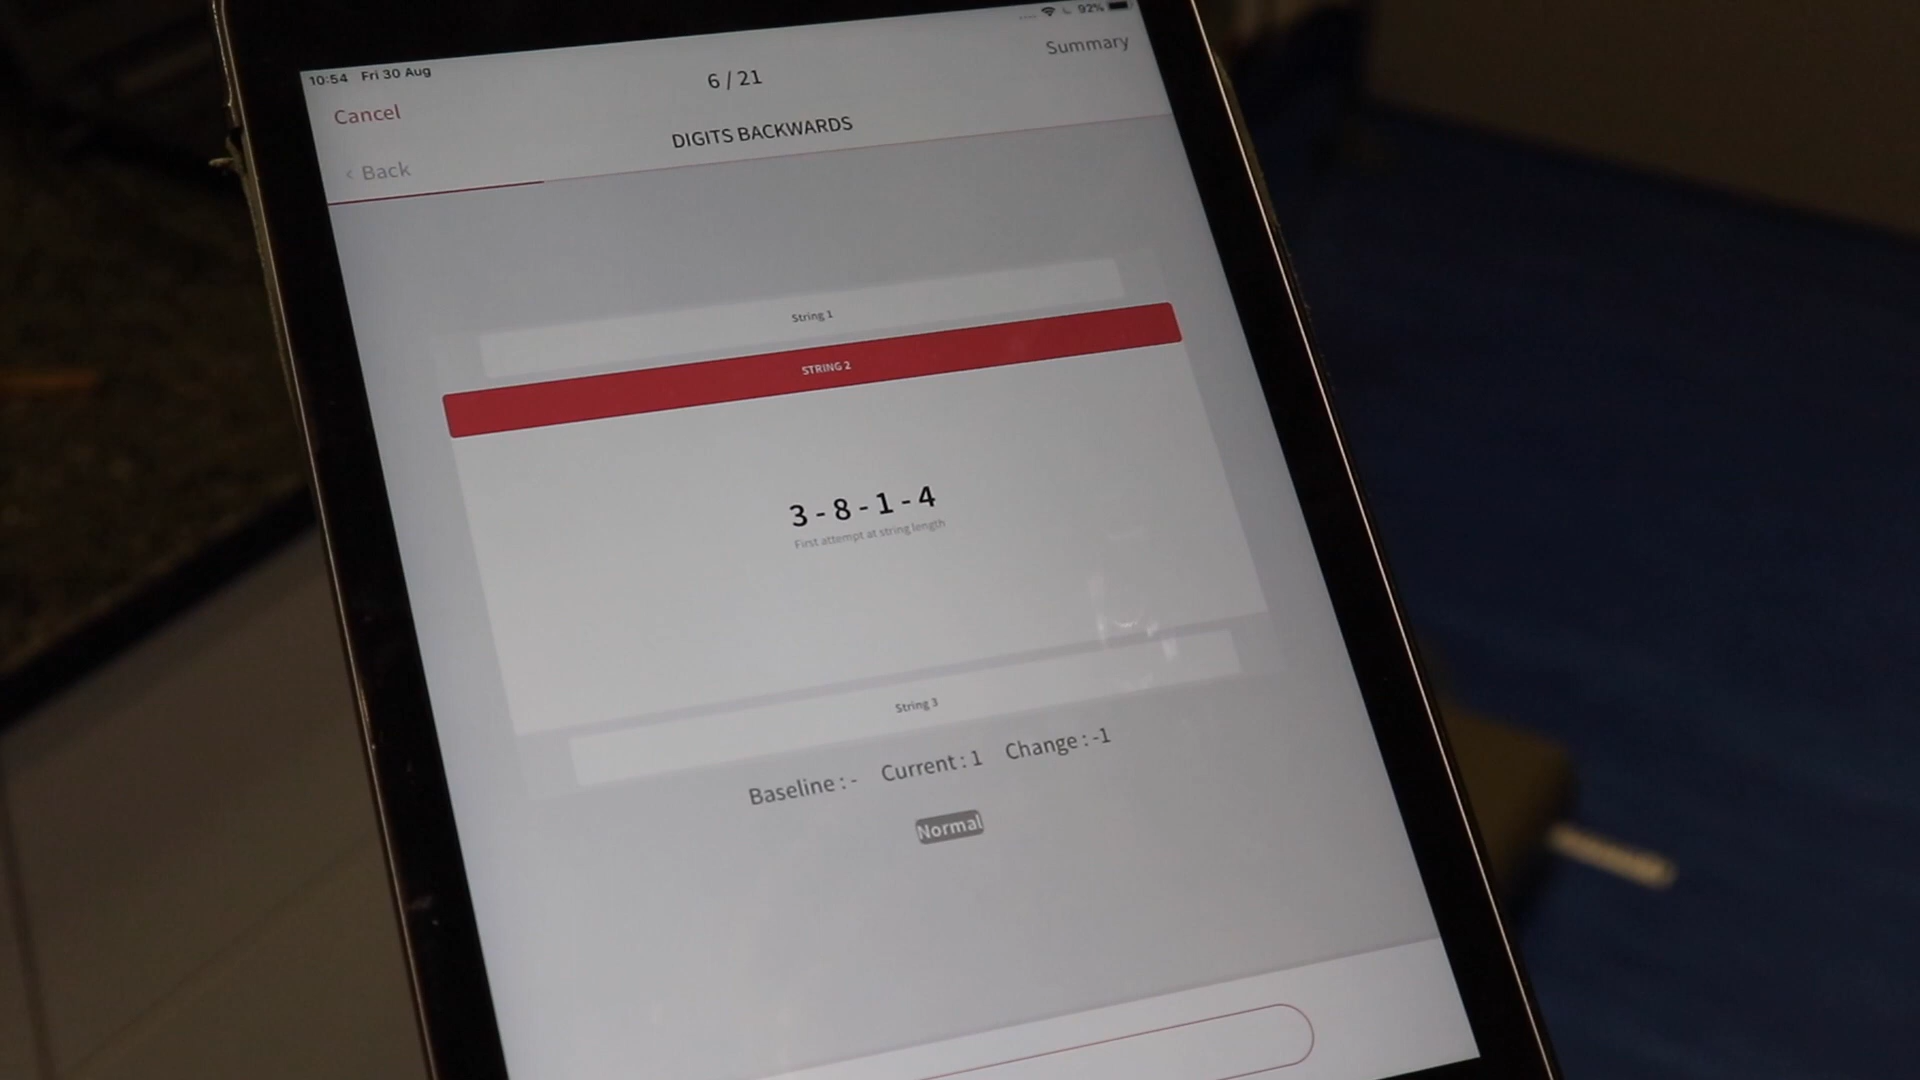 10:54 Fri 30 Aug 92%
Cancel 6 / 21 Summary
< Back DIGITS BACKWARDS
String 1
STRING 2
3 - 8 - 1 - 4
First attempt at string length
String 3
Baseline : - Current : 1 Change : -1
Normal